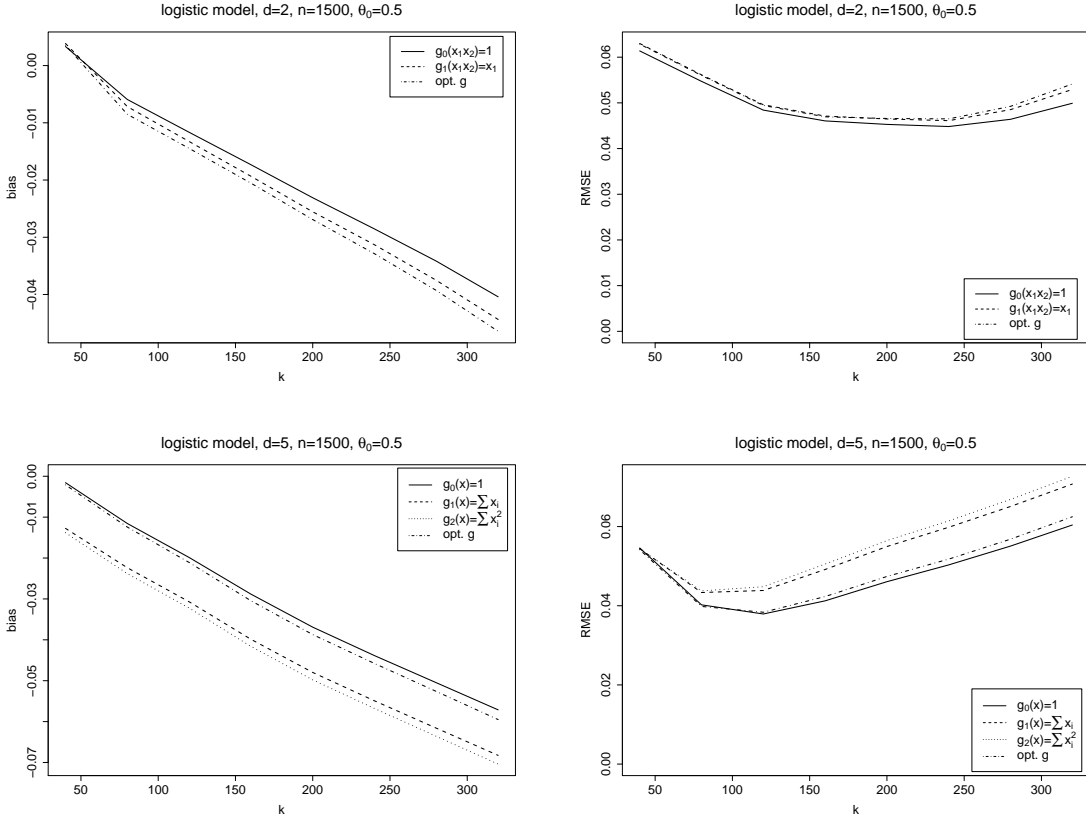 logistic model, d=2, n=1500, θ₀=0.5
g₀(x₁x₂)=1
g₁(x₁x₂)=x₁
opt. g
bias
0.00
−0.01
−0.02
−0.03
−0.04
50 100 150 200 250 300
k
logistic model, d=2, n=1500, θ₀=0.5
RMSE
0.06
0.05
0.04
0.03
0.02
0.01
0.00
g₀(x₁x₂)=1
g₁(x₁x₂)=x₁
opt. g
50 100 150 200 250 300
k
logistic model, d=5, n=1500, θ₀=0.5
g₀(x)=1
g₁(x)=∑ xᵢ
g₂(x)=∑ xᵢ²
opt. g
bias
0.00
−0.01
−0.03
−0.05
−0.07
50 100 150 200 250 300
k
logistic model, d=5, n=1500, θ₀=0.5
RMSE
0.06
0.04
0.02
0.00
g₀(x)=1
g₁(x)=∑ xᵢ
g₂(x)=∑ xᵢ²
opt. g
50 100 150 200 250 300
k